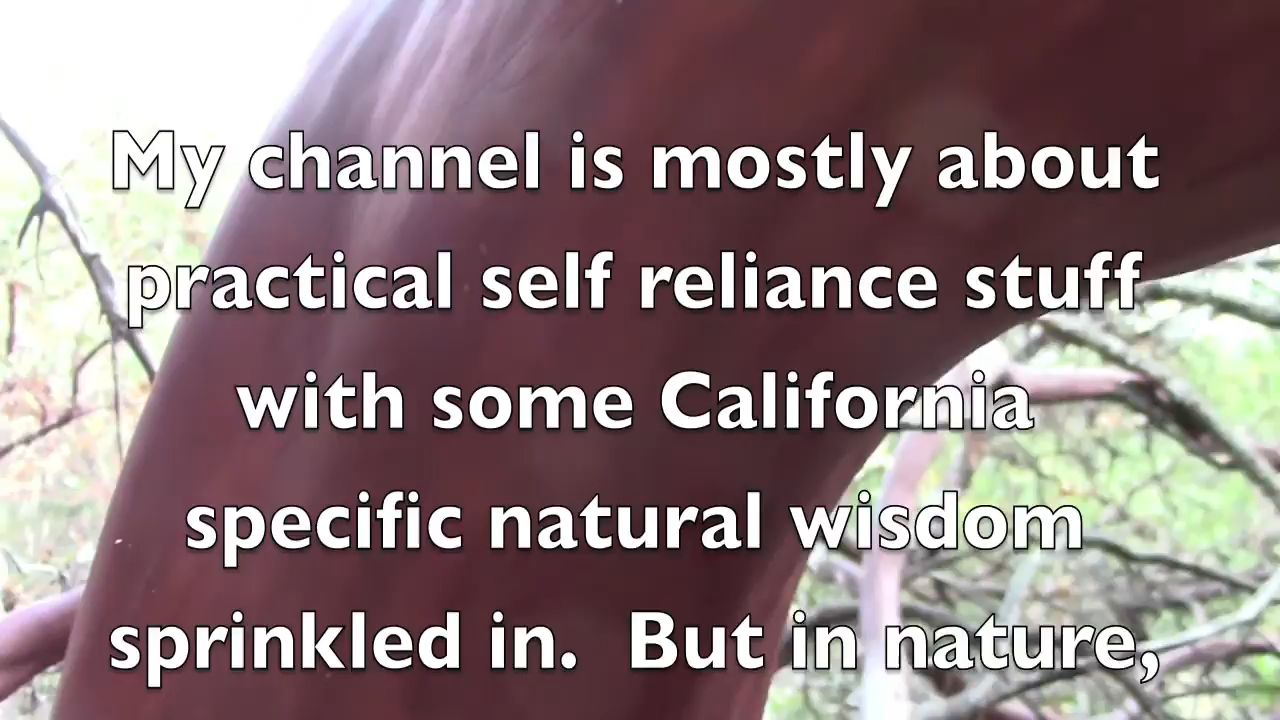 My channel is mostly about
practical self reliance stuff
with some California
specific natural wisdom
sprinkled in.  But in nature,